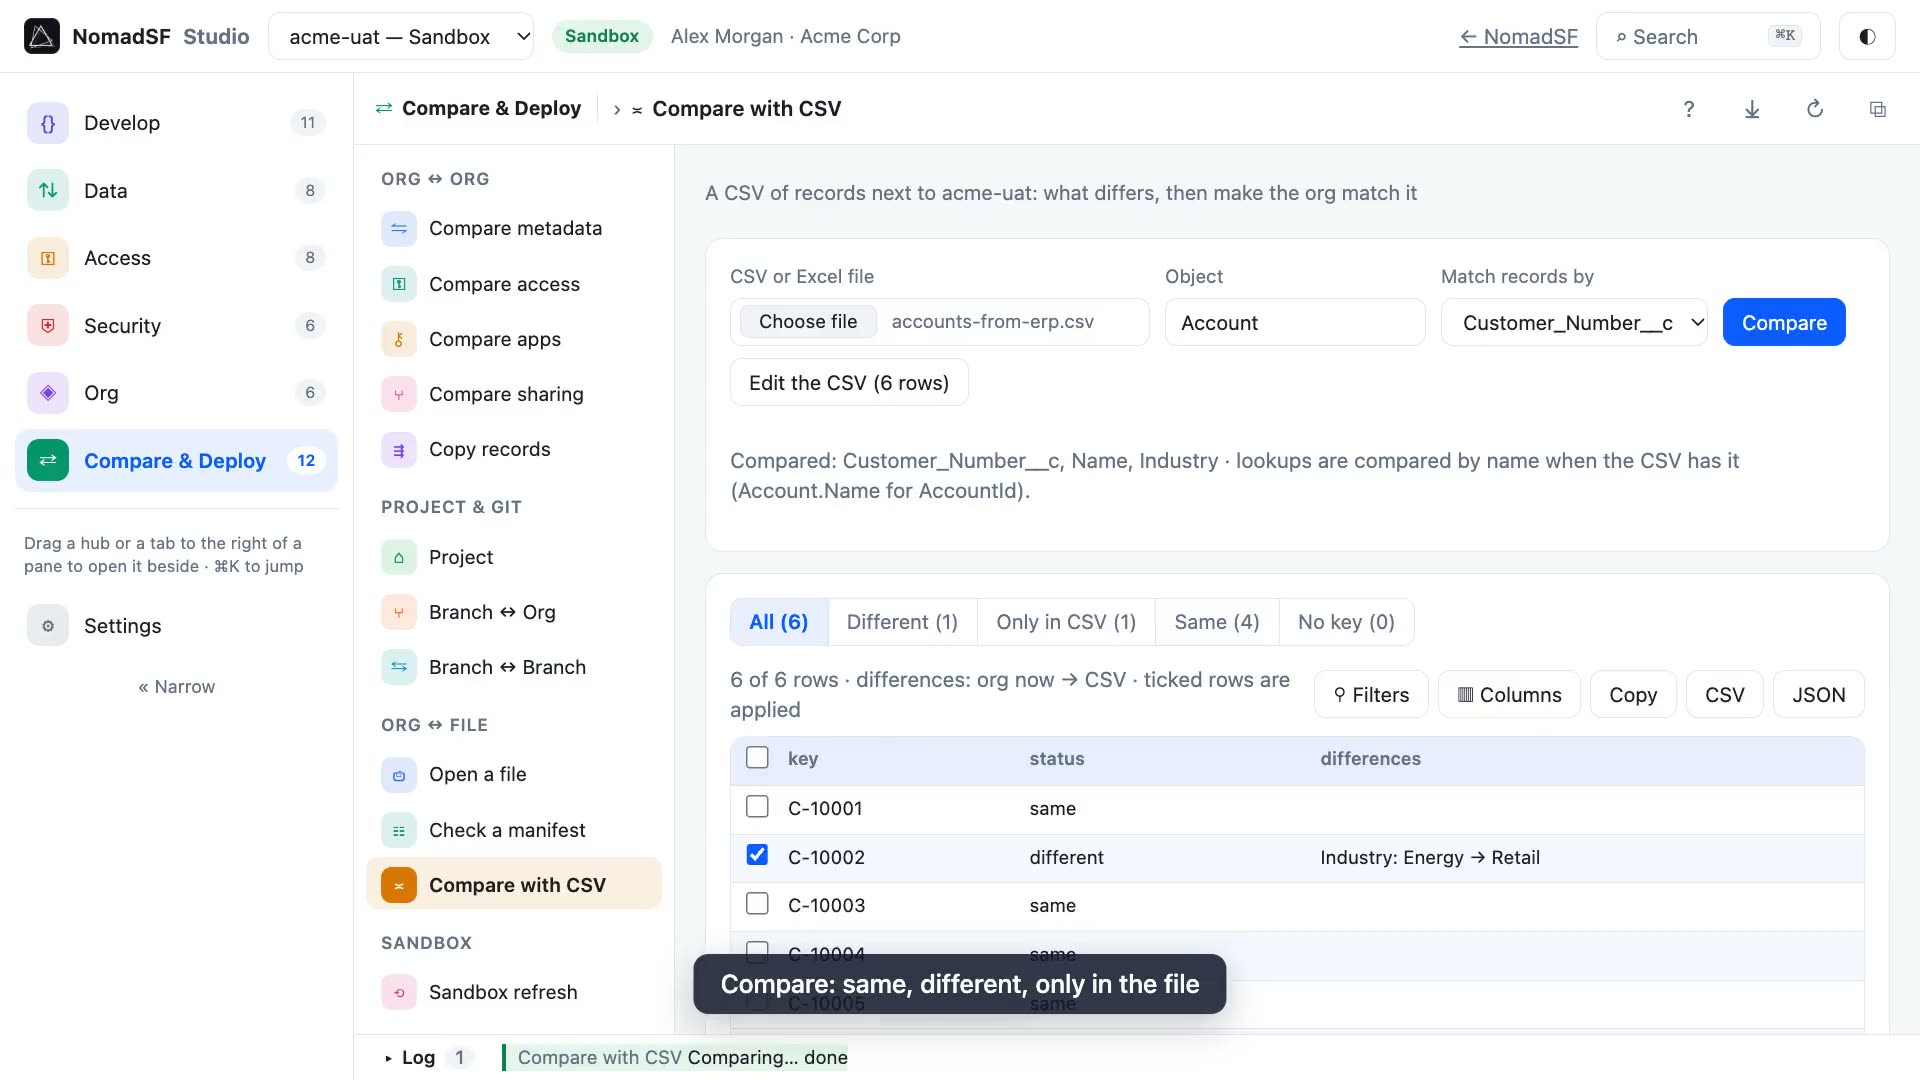 NomadSF Studio
acme-uat — Sandbox
Sandbox
Alex Morgan · Acme Corp
← NomadSF
Search ⌘K
Develop 11
Data 8
Access 8
Security 6
Org 6
Compare & Deploy 12
Drag a hub or a tab to the right of a
pane to open it beside · ⌘K to jump
Settings
« Narrow
Compare & Deploy › Compare with CSV
?
ORG ↔ ORG
Compare metadata
Compare access
Compare apps
Compare sharing
Copy records
PROJECT & GIT
Project
Branch ↔ Org
Branch ↔ Branch
ORG ↔ FILE
Open a file
Check a manifest
Compare with CSV
SANDBOX
Sandbox refresh
A CSV of records next to acme-uat: what differs, then make the org match it
CSV or Excel file
Object
Match records by
Choose file accounts-from-erp.csv
Account
Customer_Number__c
Compare
Edit the CSV (6 rows)
Compared: Customer_Number__c, Name, Industry · lookups are compared by name when the CSV has it
(Account.Name for AccountId).
All (6)
Different (1)
Only in CSV (1)
Same (4)
No key (0)
6 of 6 rows · differences: org now → CSV · ticked rows are
applied
Filters
Columns
Copy
CSV
JSON
key status differences
C-10001 same
C-10002 different Industry: Energy → Retail
C-10003 same
C-10004 same
C-10005 same
Compare: same, different, only in the file
Log 1
Compare with CSV Comparing... done